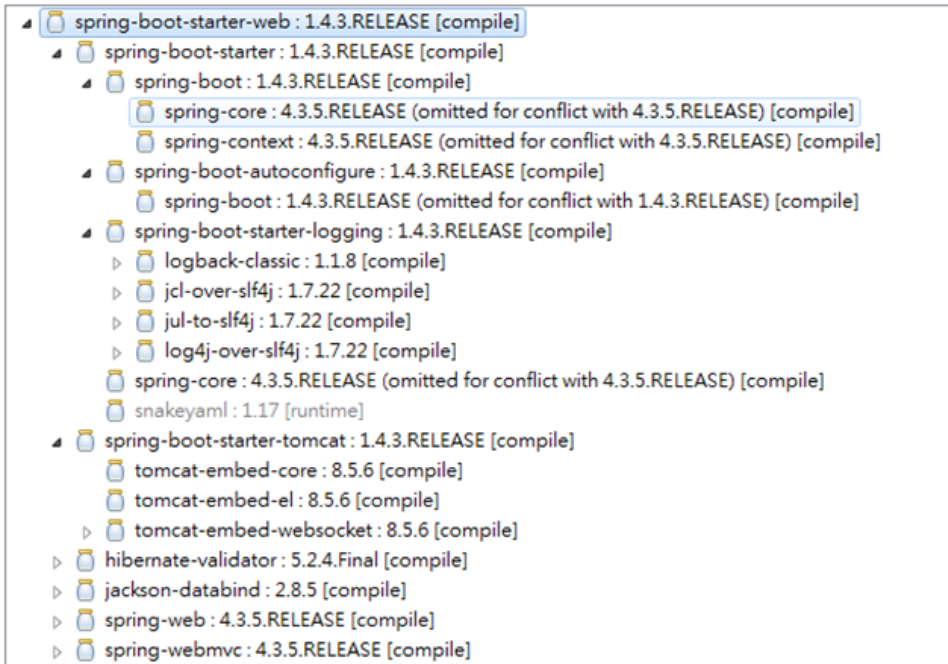 spring-boot-starter-web : 1.4.3.RELEASE [compile]
spring-boot-starter : 1.4.3.RELEASE [compile]
spring-boot : 1.4.3.RELEASE [compile]
spring-core : 4.3.5.RELEASE (omitted for conflict with 4.3.5.RELEASE) [compile]
spring-context : 4.3.5.RELEASE (omitted for conflict with 4.3.5.RELEASE) [compile]
spring-boot-autoconfigure : 1.4.3.RELEASE [compile]
spring-boot : 1.4.3.RELEASE (omitted for conflict with 1.4.3.RELEASE) [compile]
spring-boot-starter-logging : 1.4.3.RELEASE [compile]
logback-classic : 1.1.8 [compile]
jcl-over-slf4j : 1.7.22 [compile]
jul-to-slf4j : 1.7.22 [compile]
log4j-over-slf4j : 1.7.22 [compile]
spring-core : 4.3.5.RELEASE (omitted for conflict with 4.3.5.RELEASE) [compile]
snakeyaml : 1.17 [runtime]
spring-boot-starter-tomcat : 1.4.3.RELEASE [compile]
tomcat-embed-core : 8.5.6 [compile]
tomcat-embed-el : 8.5.6 [compile]
tomcat-embed-websocket : 8.5.6 [compile]
hibernate-validator : 5.2.4.Final [compile]
jackson-databind : 2.8.5 [compile]
spring-web : 4.3.5.RELEASE [compile]
spring-webmvc : 4.3.5.RELEASE [compile]